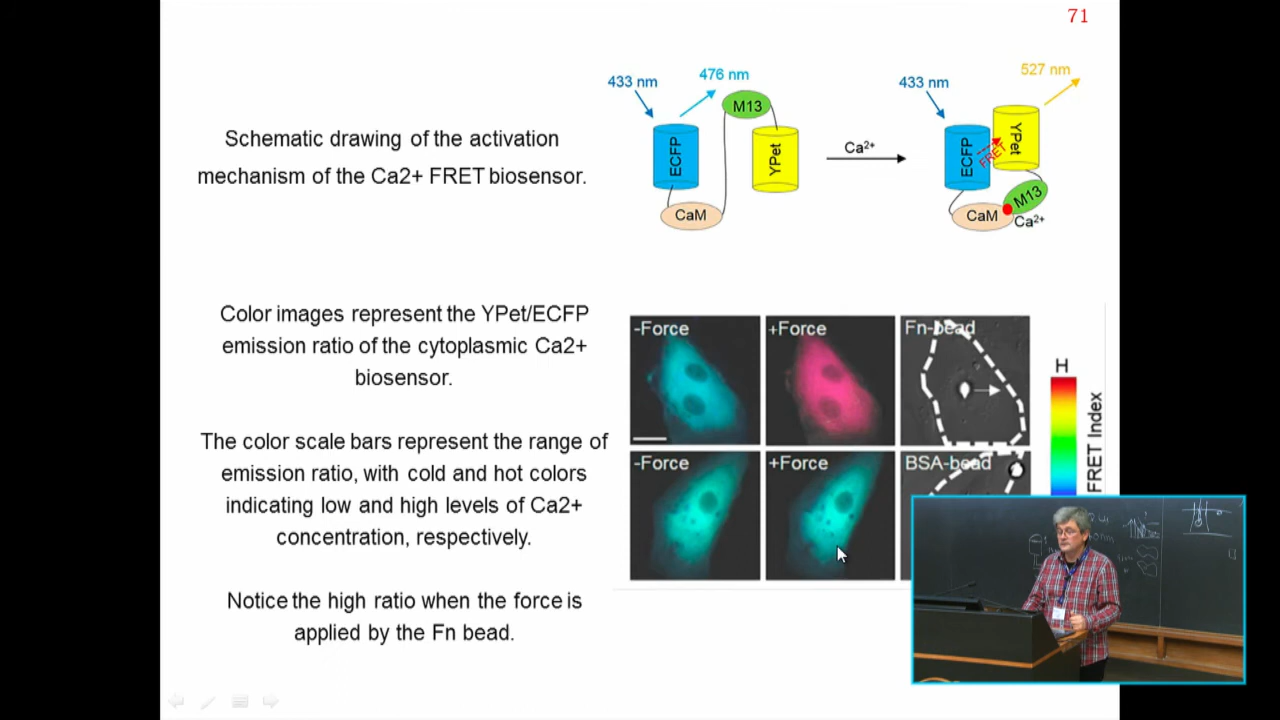 71
Schematic drawing of the activation
mechanism of the Ca2+ FRET biosensor.
433 nm
476 nm
M13
ECFP
YPet
CaM
Ca²⁺
433 nm
527 nm
ECFP
FRET
YPet
M13
CaM
Ca²⁺
Color images represent the YPet/ECFP
emission ratio of the cytoplasmic Ca2+
biosensor.
The color scale bars represent the range of
emission ratio, with cold and hot colors
indicating low and high levels of Ca2+
concentration, respectively.
Notice the high ratio when the force is
applied by the Fn bead.
-Force
+Force
Fn-bead
-Force
+Force
BSA-bead
H
FRET Index